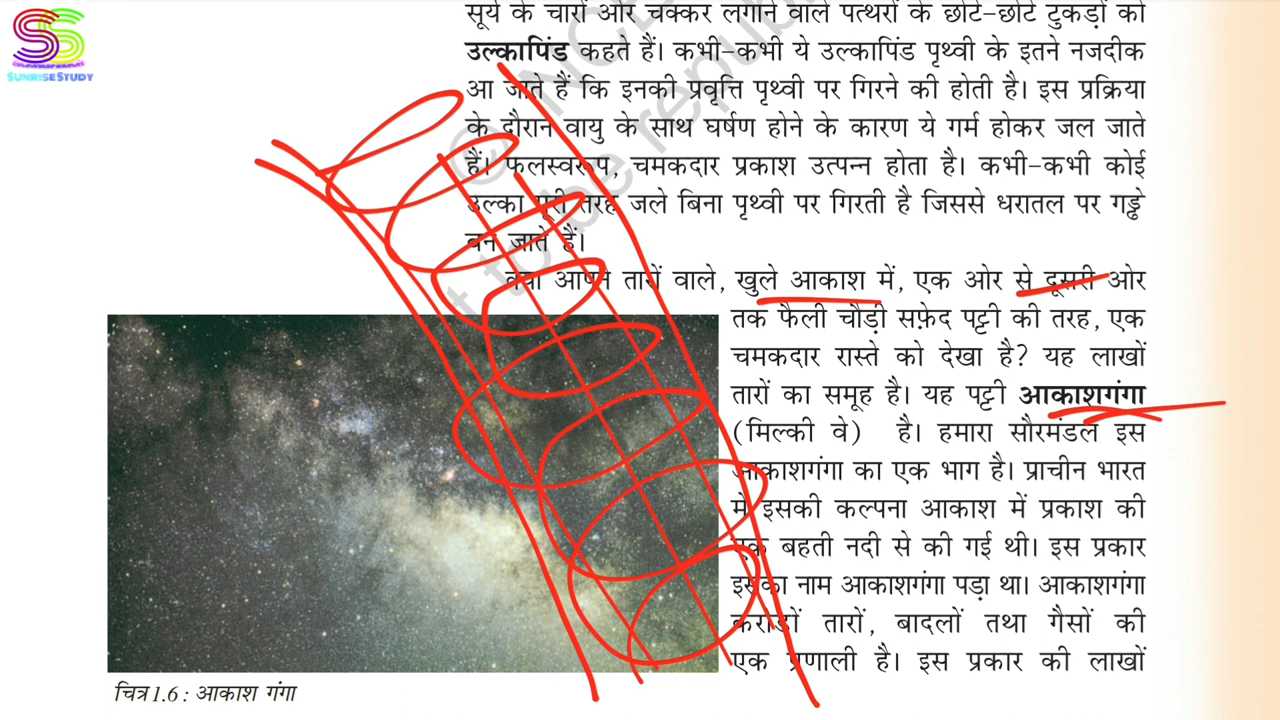 SUNRISE STUDY
सूर्य के चारों ओर चक्कर लगाने वाले पत्थरों के छोटे-छोटे टुकड़ों को
उल्कापिंड कहते हैं। कभी-कभी ये उल्कापिंड पृथ्वी के इतने नजदीक
आ जाते हैं कि इनकी प्रवृत्ति पृथ्वी पर गिरने की होती है। इस प्रक्रिया
के दौरान वायु के साथ घर्षण होने के कारण ये गर्म होकर जल जाते
हैं। फलस्वरूप, चमकदार प्रकाश उत्पन्न होता है। कभी-कभी कोई
उल्का पूरी तरह जले बिना पृथ्वी पर गिरती है जिससे धरातल पर गड्ढे
बन जाते हैं।
क्या आपने तारों वाले, खुले आकाश में, एक ओर से दूसरी ओर
तक फैली चौड़ी सफ़ेद पट्टी की तरह, एक
चमकदार रास्ते को देखा है? यह लाखों
तारों का समूह है। यह पट्टी आकाशगंगा
(मिल्की वे) है। हमारा सौरमंडल इस
आकाशगंगा का एक भाग है। प्राचीन भारत
में इसकी कल्पना आकाश में प्रकाश की
एक बहती नदी से की गई थी। इस प्रकार
इसका नाम आकाशगंगा पड़ा था। आकाशगंगा
करोड़ों तारों, बादलों तथा गैसों की
एक प्रणाली है। इस प्रकार की लाखों
चित्र 1.6 : आकाश गंगा